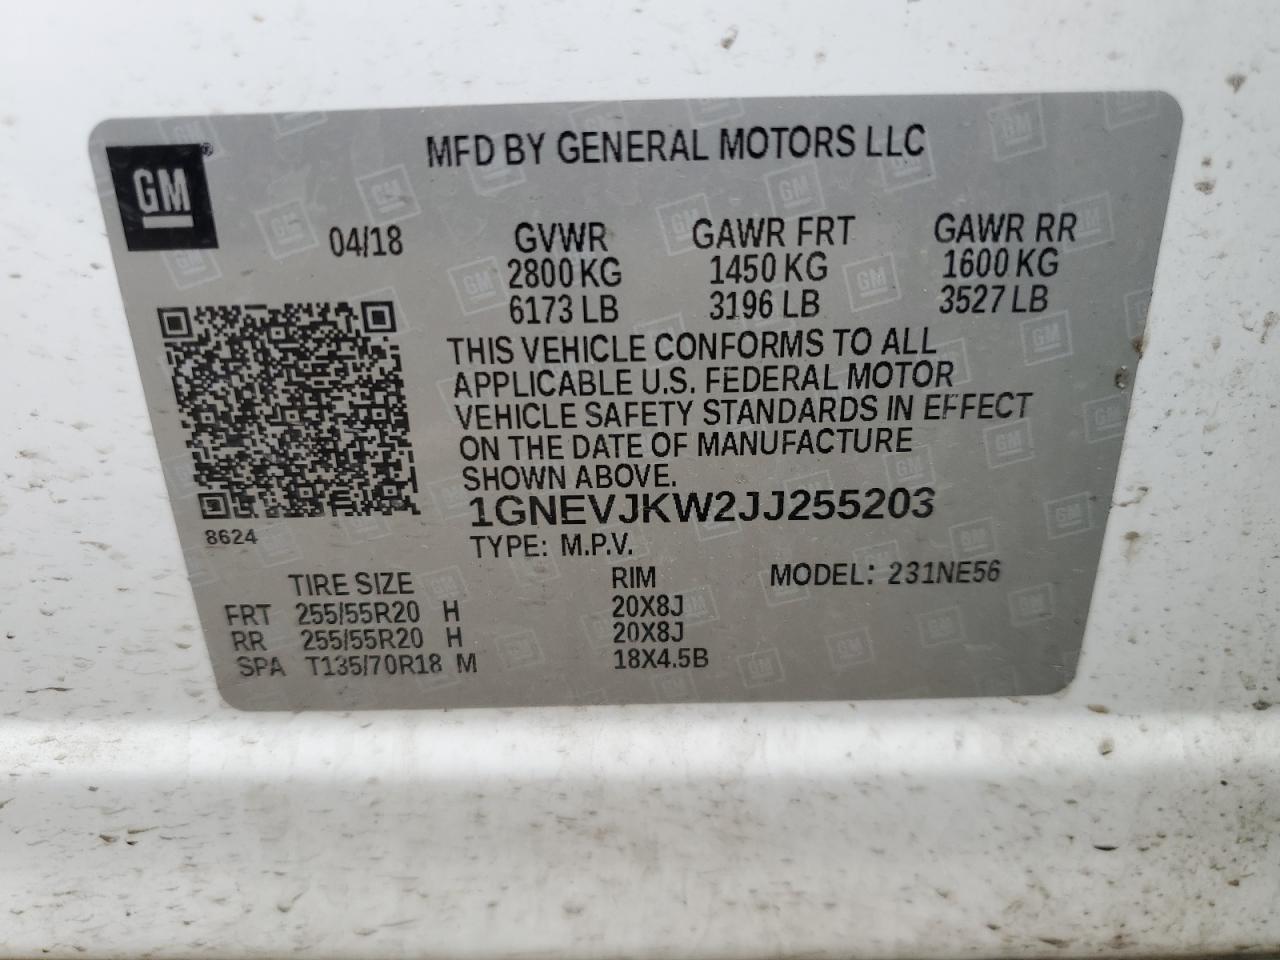 GM ®
MFD BY GENERAL MOTORS LLC
04/18 GVWR GAWR FRT GAWR RR
2800 KG 1450 KG 1600 KG
6173 LB 3196 LB 3527 LB
THIS VEHICLE CONFORMS TO ALL
APPLICABLE U.S. FEDERAL MOTOR
VEHICLE SAFETY STANDARDS IN EFFECT
ON THE DATE OF MANUFACTURE
SHOWN ABOVE.
1GNEVJKW2JJ255203
8624
TYPE: M.P.V.
TIRE SIZE RIM MODEL: 231NE56
FRT 255/55R20 H 20X8J
RR 255/55R20 H 20X8J
SPA T135/70R18 M 18X4.5B